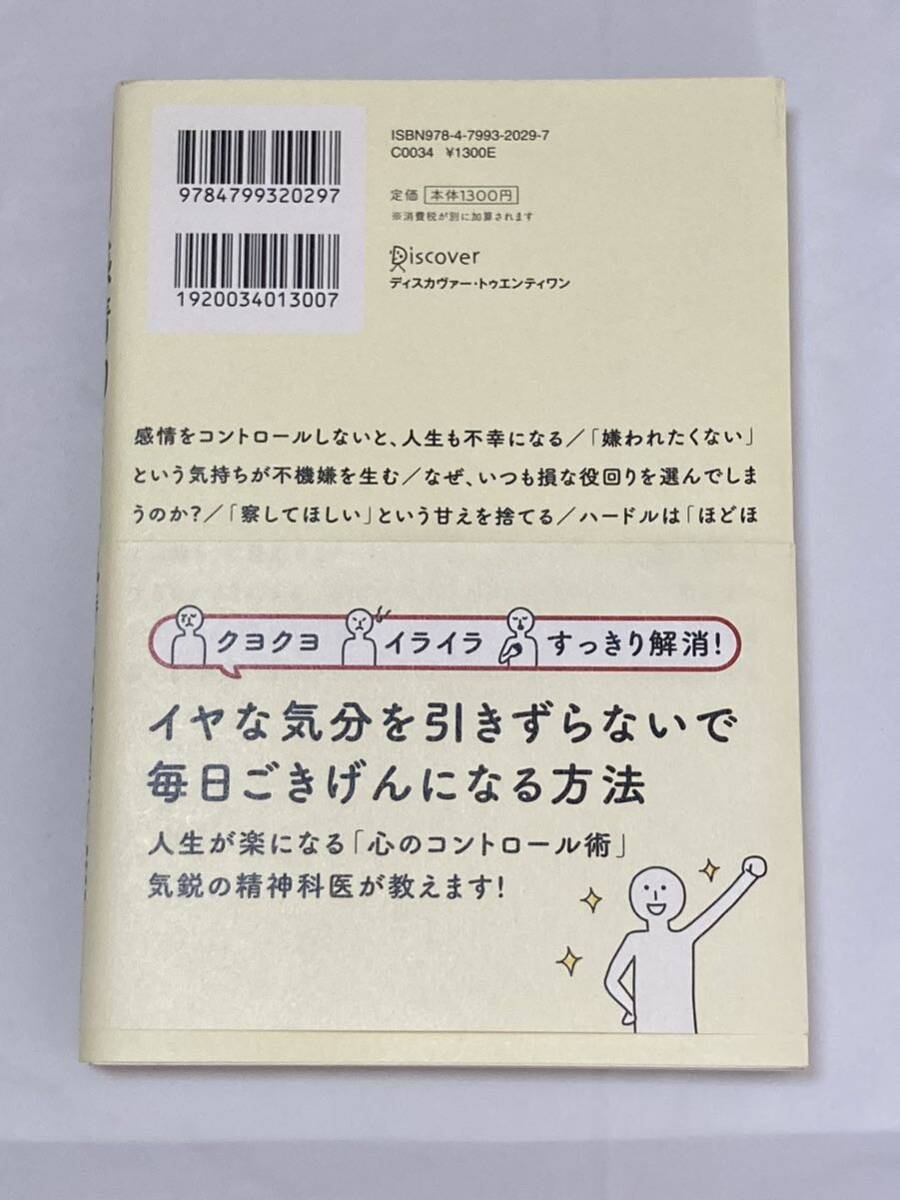 9784799320297
1920034013007
ISBN978-4-7993-2029-7
C0034 ¥1300E
定価 本体1300円
※消費税が別に加算されます
Discover
ディスカヴァー・トゥエンティワン
感情をコントロールしないと、人生も不幸になる/「嫌われたくない」
という気持ちが不機嫌を生む/なぜ、いつも損な役回りを選んでしま
うのか?/「察してほしい」という甘えを捨てる/ハードルは「ほどほ
クヨクヨ イライラ すっきり解消!
イヤな気分を引きずらないで
毎日ごきげんになる方法
人生が楽になる「心のコントロール術」
気鋭の精神科医が教えます!